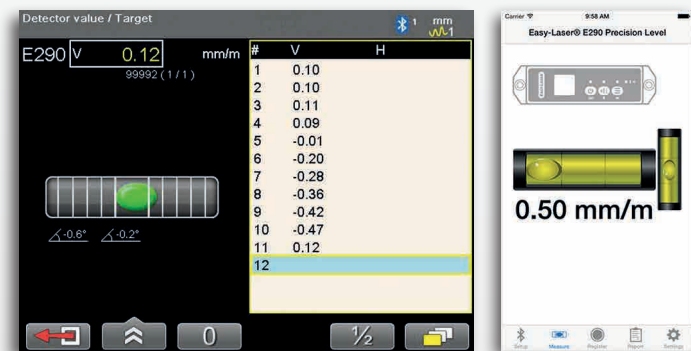 Detector value / Target
1
mm
1
E290 V 0.12 mm/m
99992 ( 1 / 1 )
# V H
1 0.10
2 0.10
3 0.11
4 0.09
5 -0.01
6 -0.20
7 -0.28
8 -0.36
9 -0.42
10 -0.47
11 0.12
12
-0.6° -0.2°
0
½
Carrier 9:58 AM
Easy-Laser® E290 Precision Level
0.50 mm/m
Setup Measure Register Report Settings